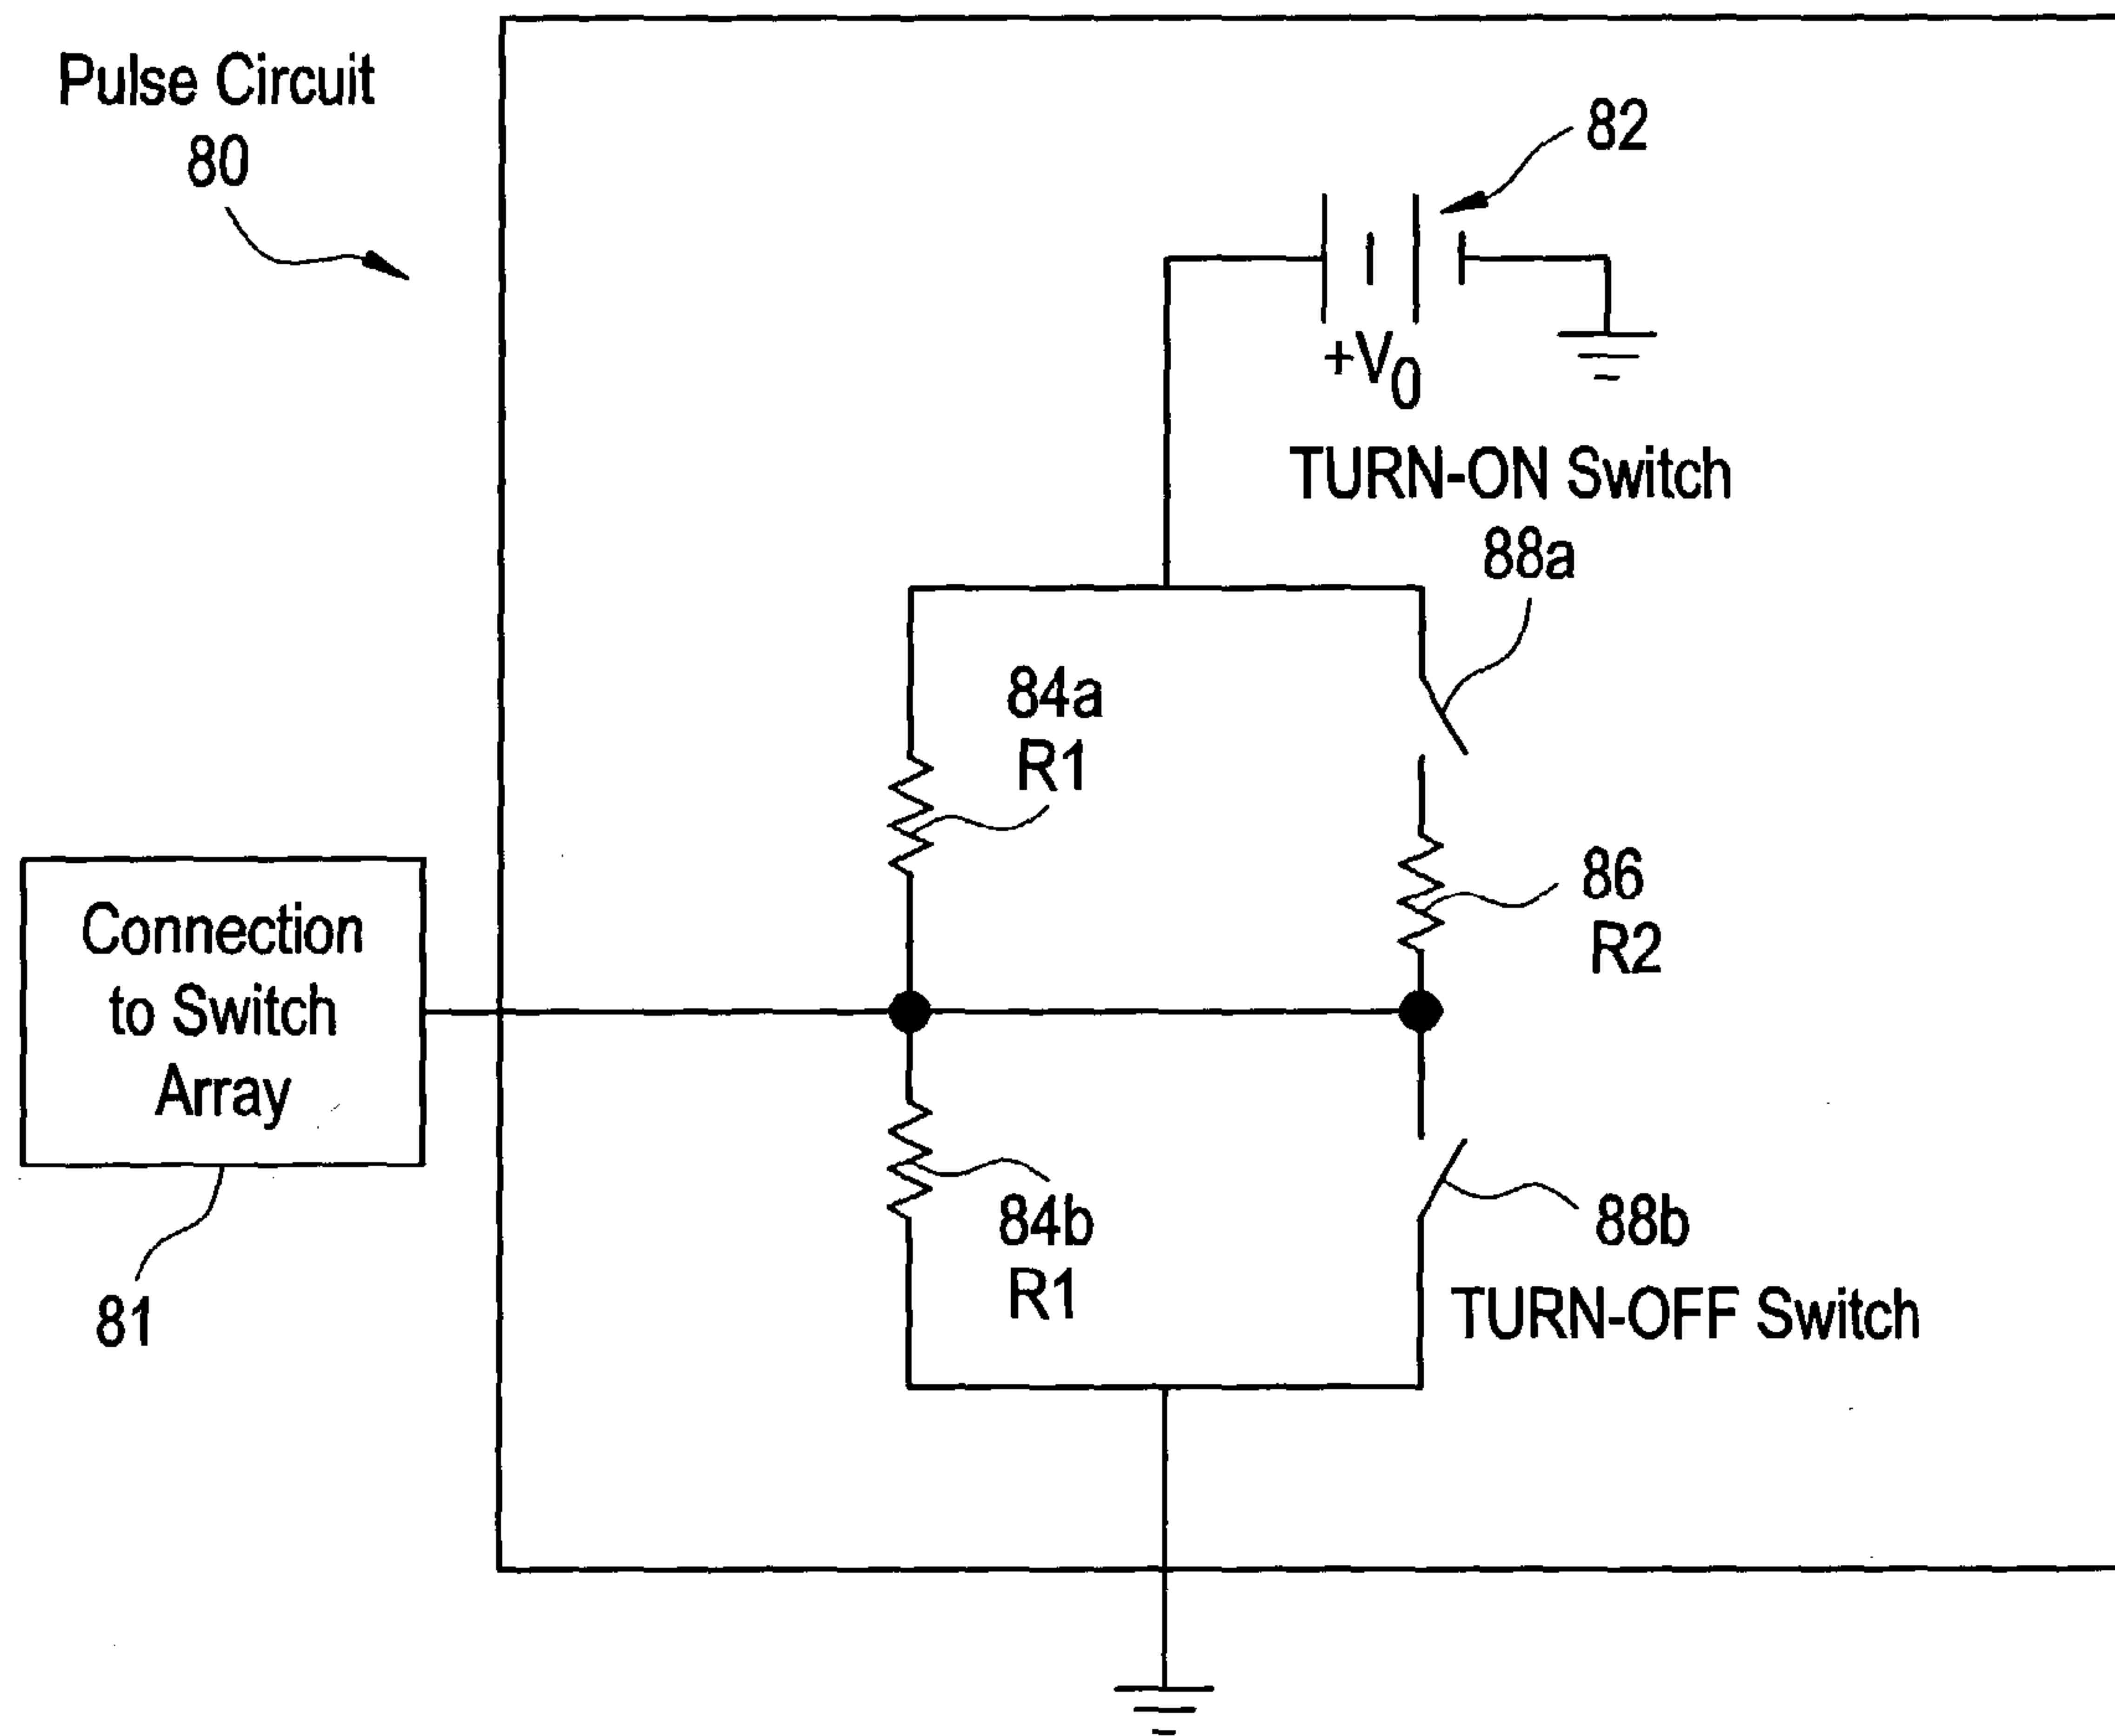 Pulse Circuit
80
82
+V0
TURN-ON Switch
88a
84a
R1
86
R2
Connection
to Switch
Array
81
84b
R1
88b
TURN-OFF Switch